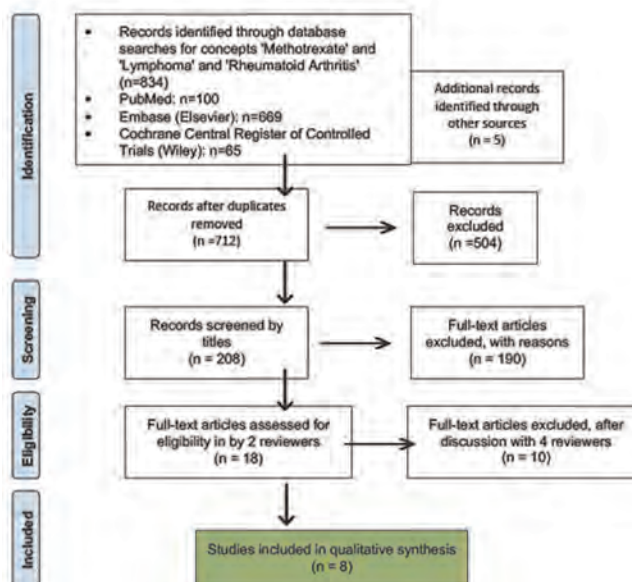 Identification
• Records identified through database
searches for concepts 'Methotrexate' and
'Lymphoma' and 'Rheumatoid Arthritis'
(n=834)
• PubMed: n=100
• Embase (Elsevier): n=669
• Cochrane Central Register of Controlled
Trials (Wiley): n=65
Additional records
identified through
other sources
(n = 5)
Records after duplicates
removed
(n =712)
Records
excluded
(n =504)
Screening
Records screened by
titles
(n = 208)
Full-text articles
excluded, with reasons
(n = 190)
Eligibility
Full-text articles assessed for
eligibility in by 2 reviewers
(n = 18)
Full-text articles excluded, after
discussion with 4 reviewers
(n = 10)
Included
Studies included in qualitative synthesis
(n = 8)